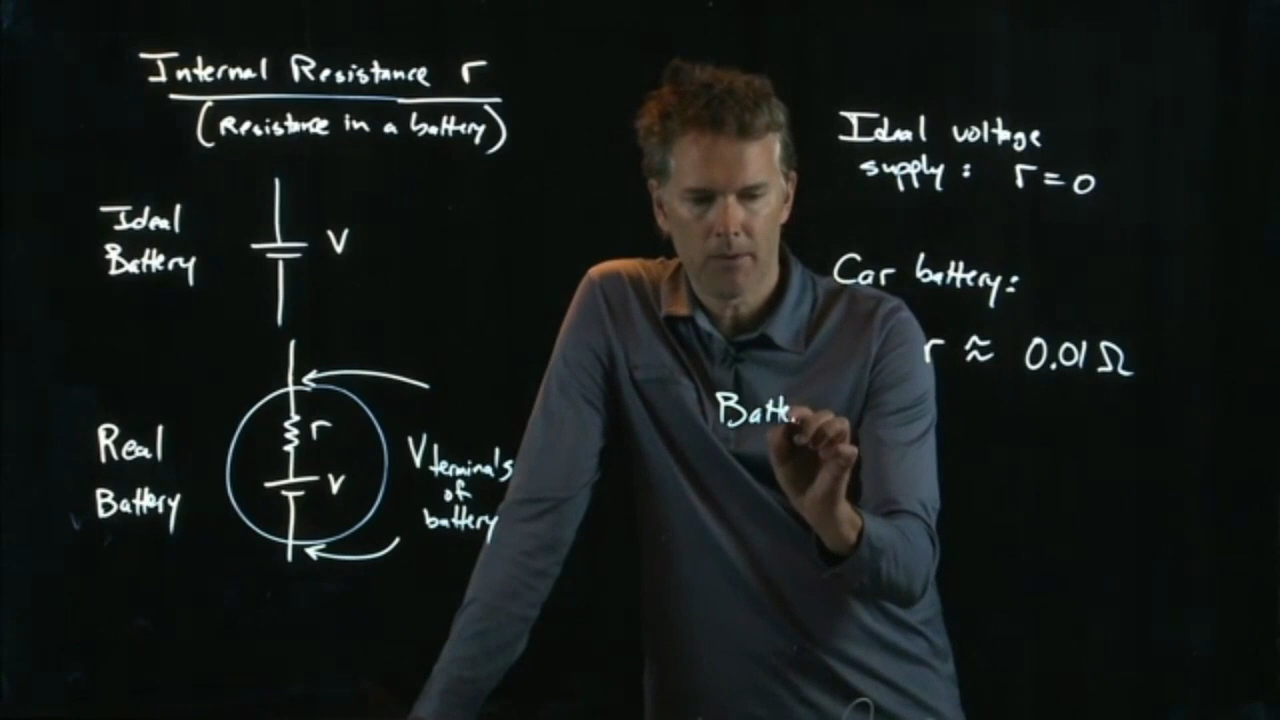 Internal Resistance r
(Resistance in a battery)
Ideal
Battery
V
Real
Battery
r
V
V terminals
of
battery
Ideal voltage
supply: r = 0
Car battery:
r ≈ 0.01 Ω
Batte